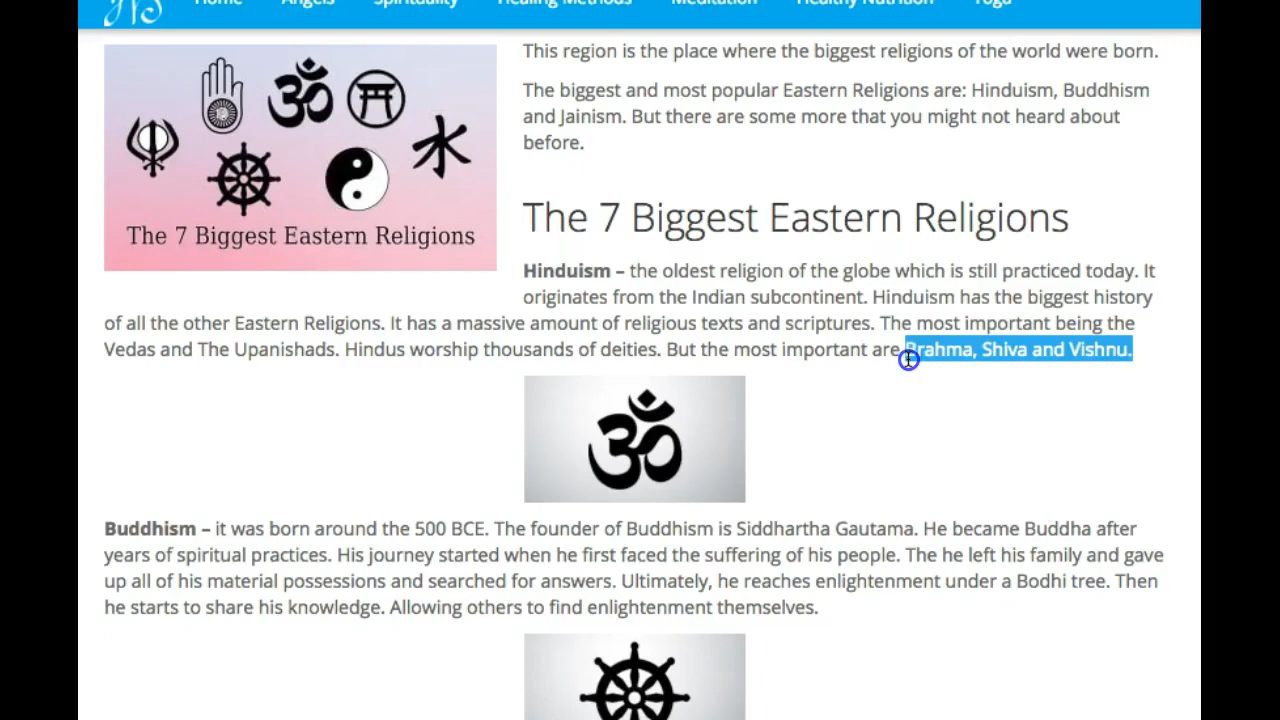 Home Angels Spirituality Healing Methods Meditation Healthy Nutrition Yoga
This region is the place where the biggest religions of the world were born.
The biggest and most popular Eastern Religions are: Hinduism, Buddhism
and Jainism. But there are some more that you might not heard about
before.
ॐ
水
The 7 Biggest Eastern Religions
The 7 Biggest Eastern Religions
Hinduism – the oldest religion of the globe which is still practiced today. It
originates from the Indian subcontinent. Hinduism has the biggest history
of all the other Eastern Religions. It has a massive amount of religious texts and scriptures. The most important being the
Vedas and The Upanishads. Hindus worship thousands of deities. But the most important are Brahma, Shiva and Vishnu.
ॐ
Buddhism – it was born around the 500 BCE. The founder of Buddhism is Siddhartha Gautama. He became Buddha after
years of spiritual practices. His journey started when he first faced the suffering of his people. The he left his family and gave
up all of his material possessions and searched for answers. Ultimately, he reaches enlightenment under a Bodhi tree. Then
he starts to share his knowledge. Allowing others to find enlightenment themselves.